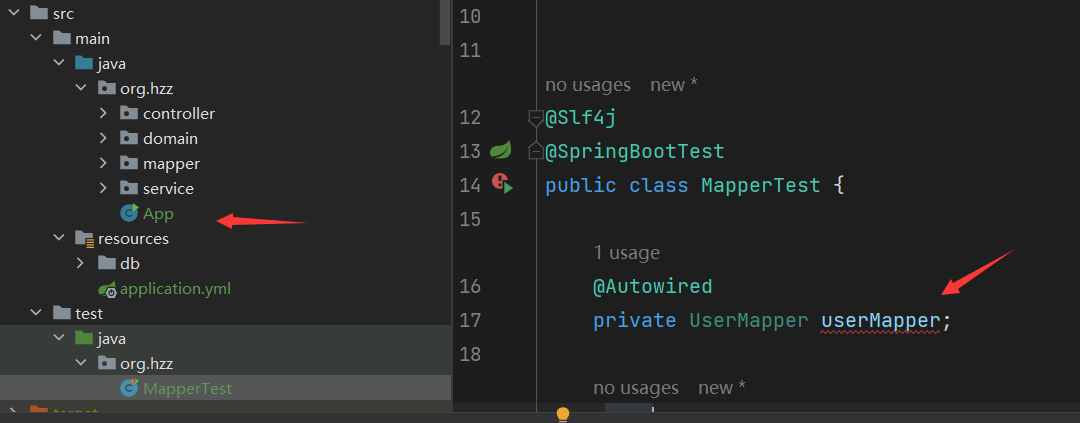 src
main
java
org.hzz
controller
domain
mapper
service
App
resources
db
application.yml
test
java
org.hzz
MapperTest
10
11
no usages new *
12 @Slf4j
13 @SpringBootTest
14 public class MapperTest {
15
1 usage
16 @Autowired
17 private UserMapper userMapper;
18
no usages new *